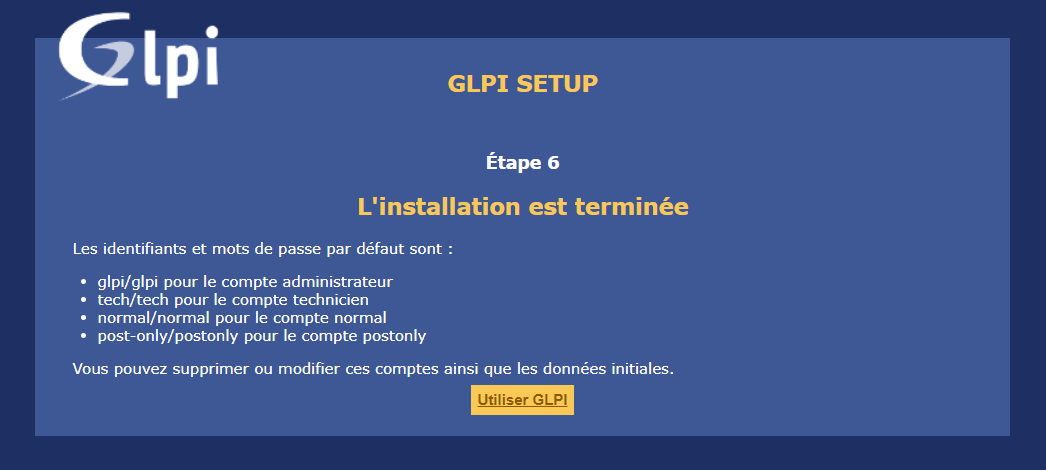 Glpi
GLPI SETUP
Étape 6
L'installation est terminée
Les identifiants et mots de passe par défaut sont :
• glpi/glpi pour le compte administrateur
• tech/tech pour le compte technicien
• normal/normal pour le compte normal
• post-only/postonly pour le compte postonly
Vous pouvez supprimer ou modifier ces comptes ainsi que les données initiales.
Utiliser GLPI